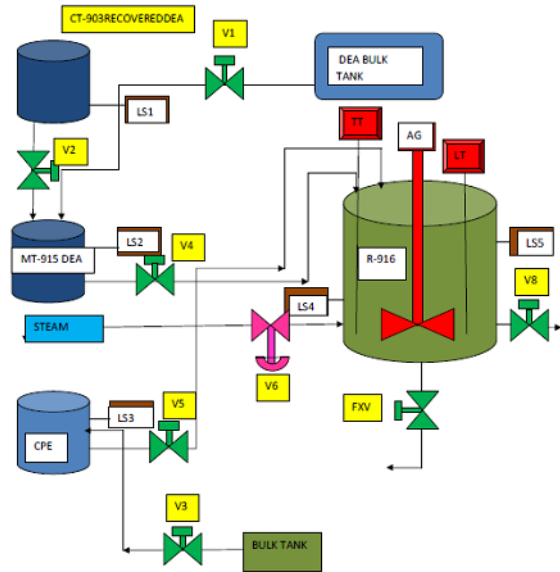 CT-903RECOVEREDDEA
V1
DEA BULK
TANK
LS1
TT
AG
LT
V2
MT-915 DEA
LS2
V4
R-916
LS5
V8
STEAM
LS4
V6
FXV
CPE
LS3
V5
V3
BULK TANK